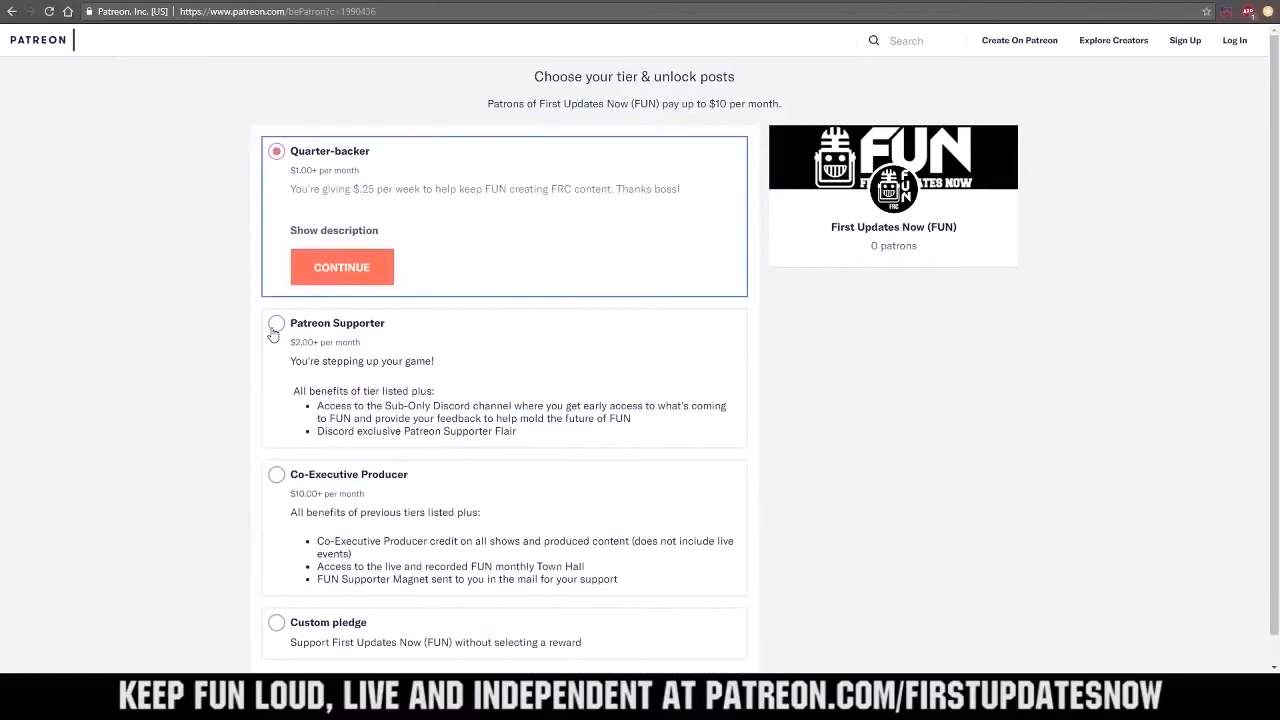 Patreon, Inc. [US] | https://www.patreon.com/bePatron?c=1990436
PATREON
Search
Create On Patreon
Explore Creators
Sign Up
Log In
Choose your tier & unlock posts
Patrons of First Updates Now (FUN) pay up to $10 per month.
Quarter-backer
$1.00+ per month
You're giving $.25 per week to help keep FUN creating FRC content. Thanks boss!
Show description
CONTINUE
FUN
FUN
FRC
First Updates Now (FUN)
0 patrons
Patreon Supporter
$2.00+ per month
You're stepping up your game!
All benefits of tier listed plus:
• Access to the Sub-Only Discord channel where you get early access to what's coming
to FUN and provide your feedback to help mold the future of FUN
• Discord exclusive Patreon Supporter Flair
Co-Executive Producer
$10.00+ per month
All benefits of previous tiers listed plus:
• Co-Executive Producer credit on all shows and produced content (does not include live
events)
• Access to the live and recorded FUN monthly Town Hall
• FUN Supporter Magnet sent to you in the mail for your support
Custom pledge
Support First Updates Now (FUN) without selecting a reward
KEEP FUN LOUD, LIVE AND INDEPENDENT AT PATREON.COM/FIRSTUPDATESNOW